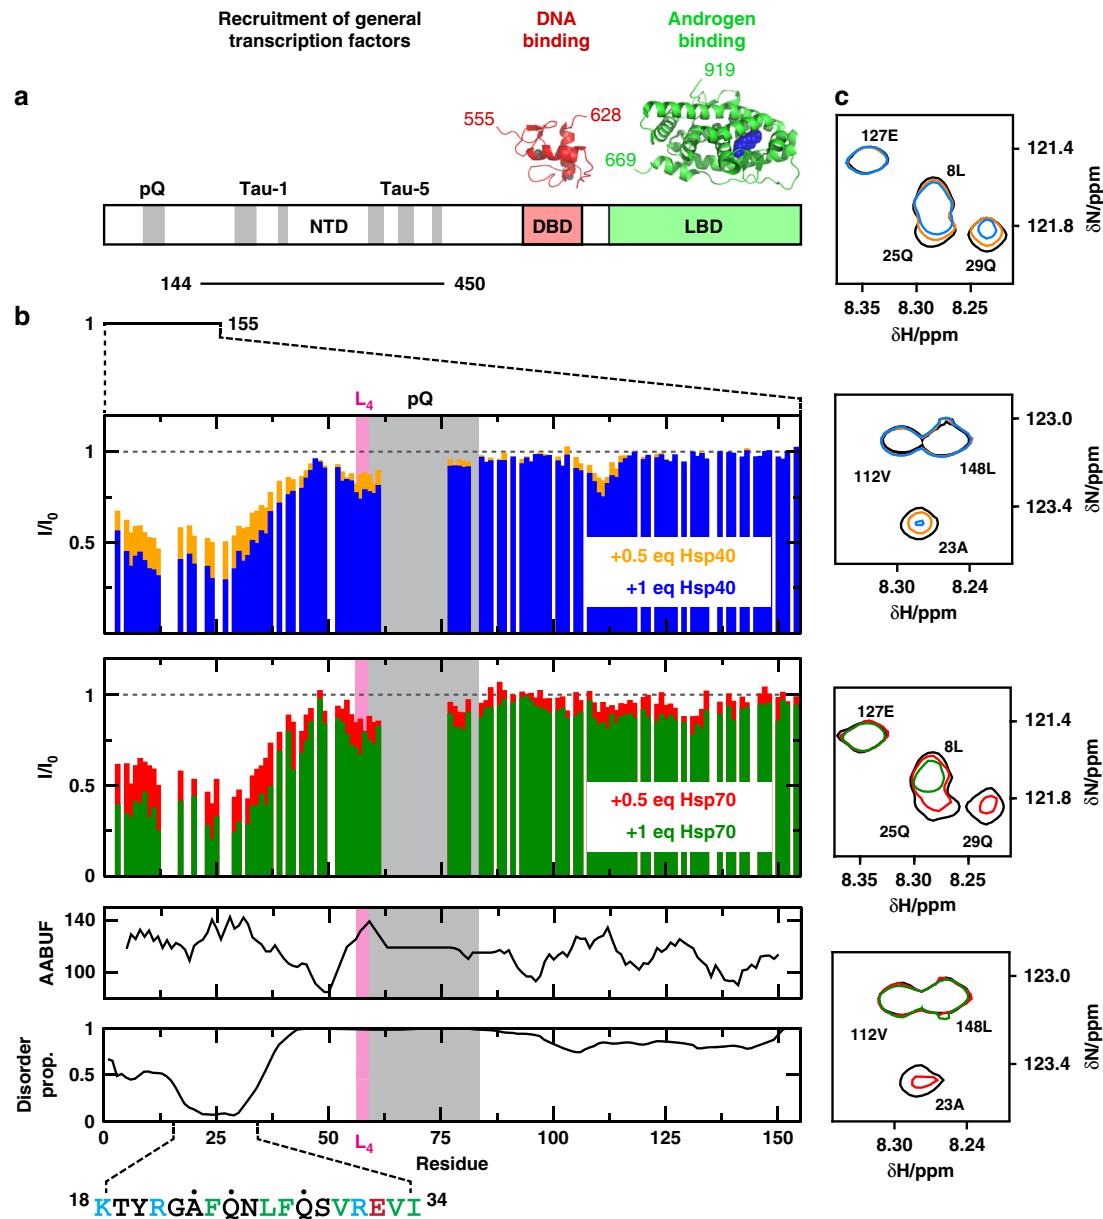 Recruitment of general
transcription factors
DNA
binding
Androgen
binding
a
919
555
628
669
pQ
Tau-1
Tau-5
NTD
DBD
LBD
144
450
b
1
155
L4
pQ
1
0.5
0
I/I0
+0.5 eq Hsp40
+1 eq Hsp40
1
0.5
0
I/I0
+0.5 eq Hsp70
+1 eq Hsp70
140
100
AABUF
1
0.5
0
Disorder
prop.
0
25
50
75
100
125
150
L4
Residue
18 KTYRGAFQNLFQSVREVI 34
c
127E
8L
25Q
29Q
121.4
121.8
δN/ppm
8.35
8.30
8.25
δH/ppm
112V
148L
23A
123.0
123.4
δN/ppm
8.30
8.24
δH/ppm
127E
8L
25Q
29Q
121.4
121.8
δN/ppm
8.35
8.30
8.25
δH/ppm
112V
148L
23A
123.0
123.4
δN/ppm
8.30
8.24
δH/ppm